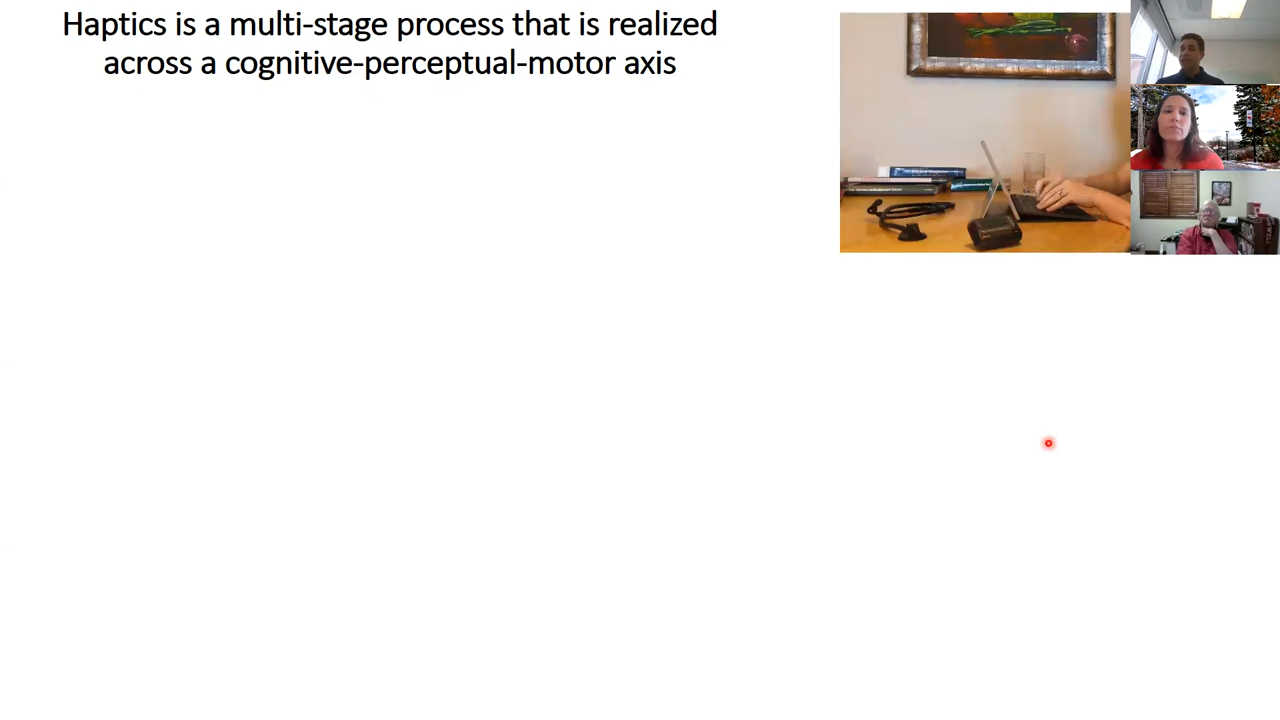 Haptics is a multi-stage process that is realized
across a cognitive-perceptual-motor axis